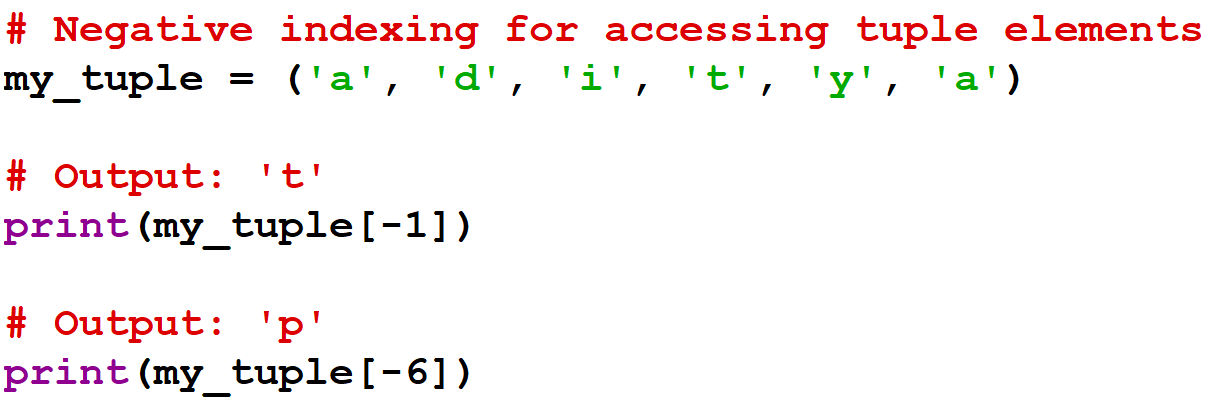 # Negative indexing for accessing tuple elements
my_tuple = ('a', 'd', 'i', 't', 'y', 'a')
# Output: 't'
print(my_tuple[-1])
# Output: 'p'
print(my_tuple[-6])